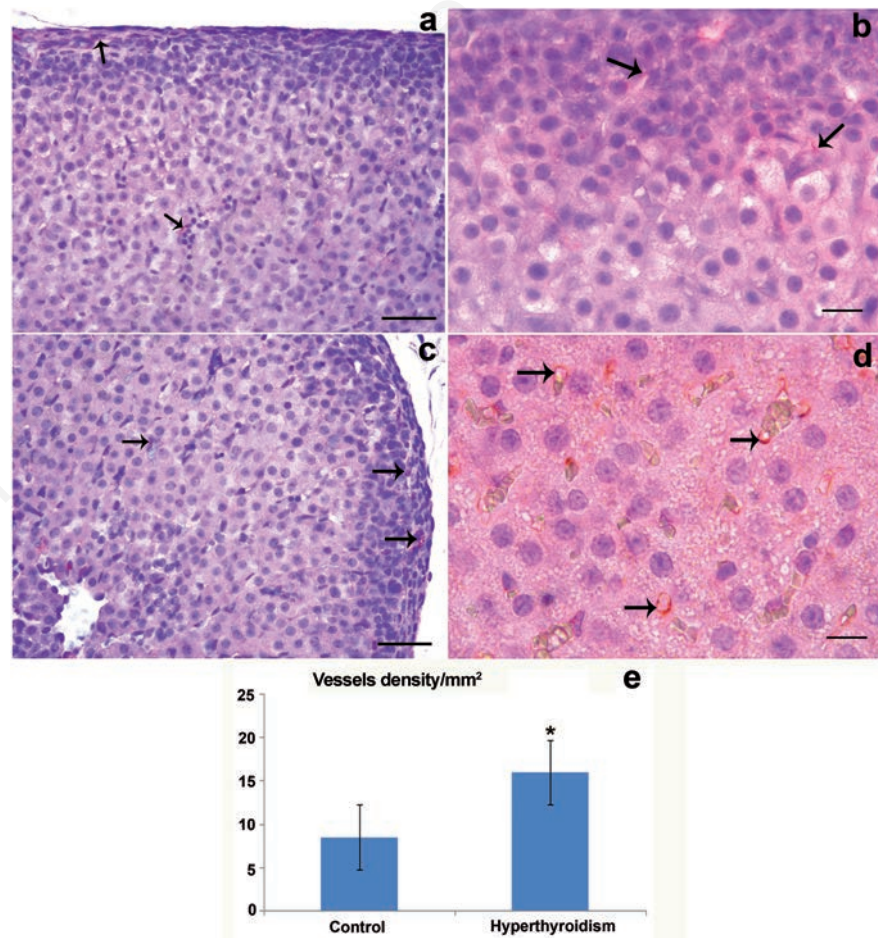 a
b
c
d
Vessels density/mm²
e
25
20
15
10
5
0
*
Control
Hyperthyroidism